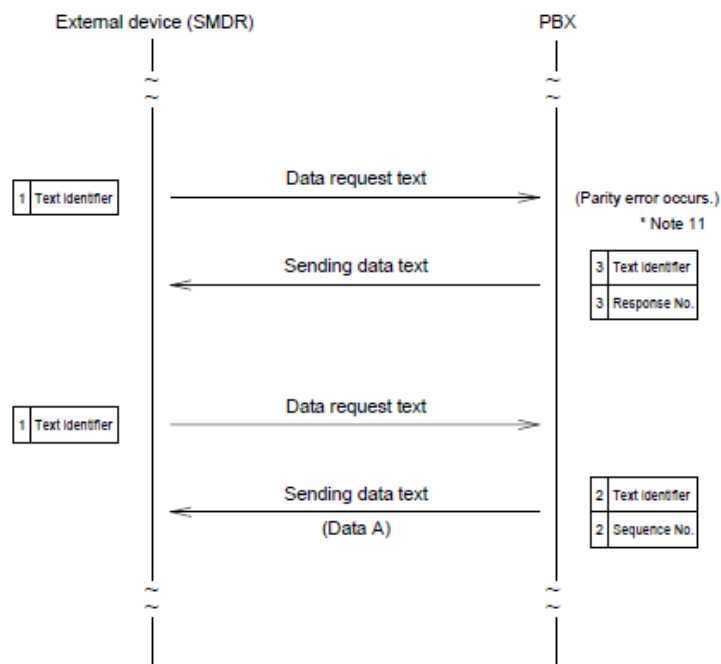 External device (SMDR) PBX
Data request text
1 Text Identifier
(Parity error occurs.)
* Note 11
Sending data text
3 Text Identifier
3 Response No.
Data request text
1 Text Identifier
Sending data text
(Data A)
2 Text Identifier
2 Sequence No.